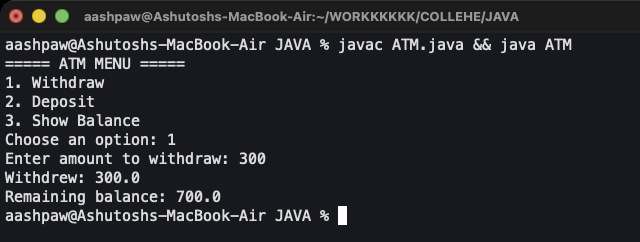 aashpaw@Ashutoshs-MacBook-Air:~/WORKKKKKK/COLLEHE/JAVA
aashpaw@Ashutoshs-MacBook-Air JAVA % javac ATM.java && java ATM
===== ATM MENU =====
1. Withdraw
2. Deposit
3. Show Balance
Choose an option: 1
Enter amount to withdraw: 300
Withdrew: 300.0
Remaining balance: 700.0
aashpaw@Ashutoshs-MacBook-Air JAVA %